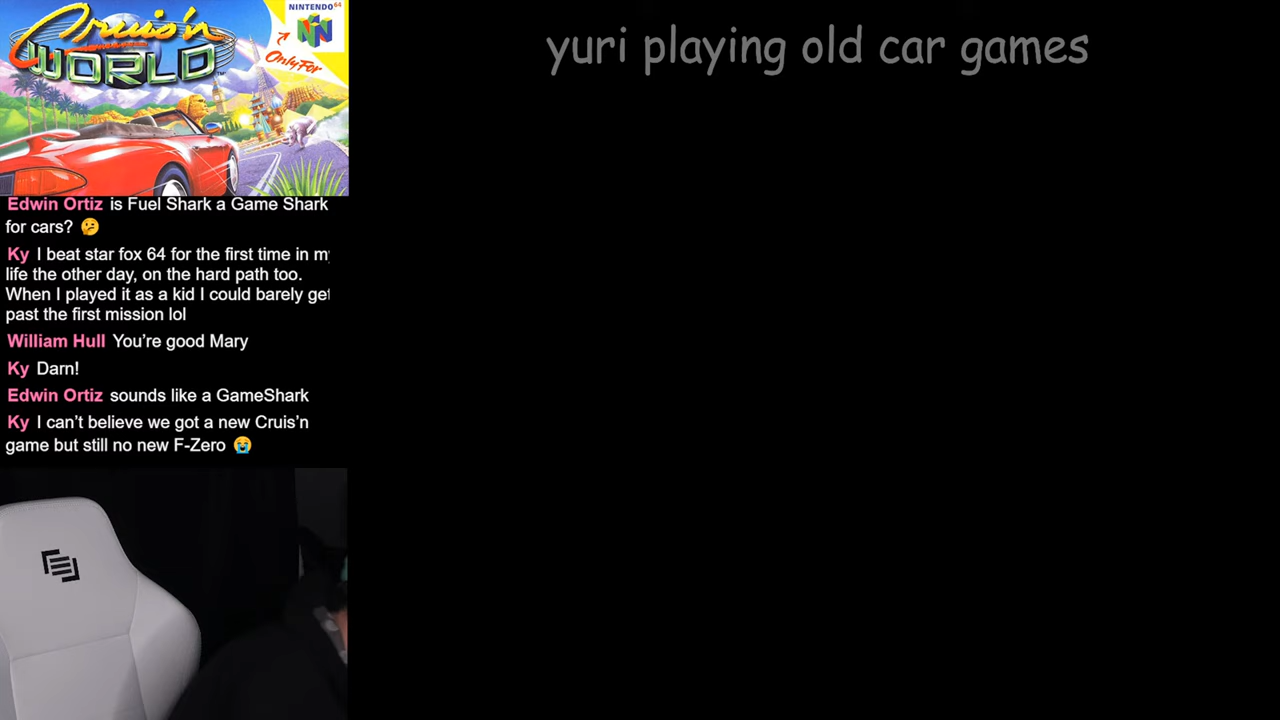 Cruis'n
WORLD
NINTENDO 64
Only For
yuri playing old car games
Edwin Ortiz is Fuel Shark a Game Shark
for cars? 🤔
Ky I beat star fox 64 for the first time in my
life the other day, on the hard path too.
When I played it as a kid I could barely get
past the first mission lol
William Hull You’re good Mary
Ky Darn!
Edwin Ortiz sounds like a GameShark
Ky I can’t believe we got a new Cruis’n
game but still no new F-Zero 😭